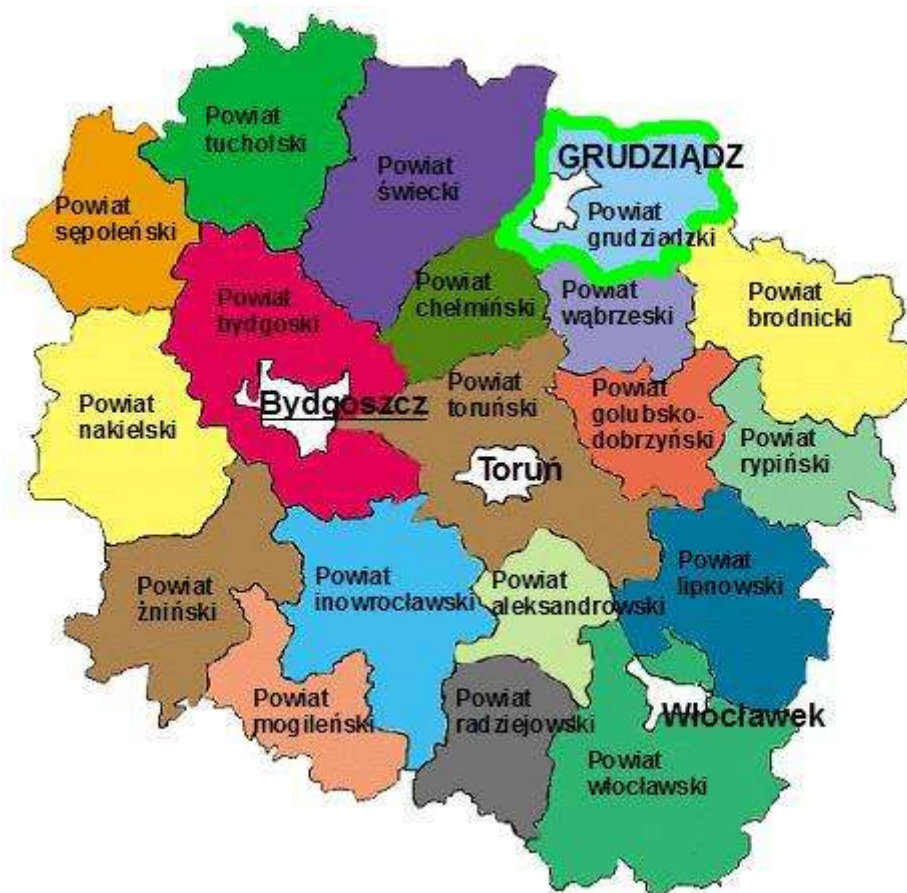 Powiat
tucholski
Powiat
świecki
GRUDZIĄDZ
Powiat
grudziadzki
Powiat
sępoleński
Powiat
bydgoski
Powiat
chełmiński
Powiat
wąbrzeski
Powiat
brodnicki
Powiat
nakielski
Bydgoszcz
Powiat
toruński
Powiat
golubsko-
dobrzyński
Powiat
rypiński
Toruń
Powiat
żniński
Powiat
inowrocławski
Powiat
aleksandrowski
Powiat
lipnowski
Powiat
mogileński
Powiat
radziejowski
Włocławek
Powiat
włocławski